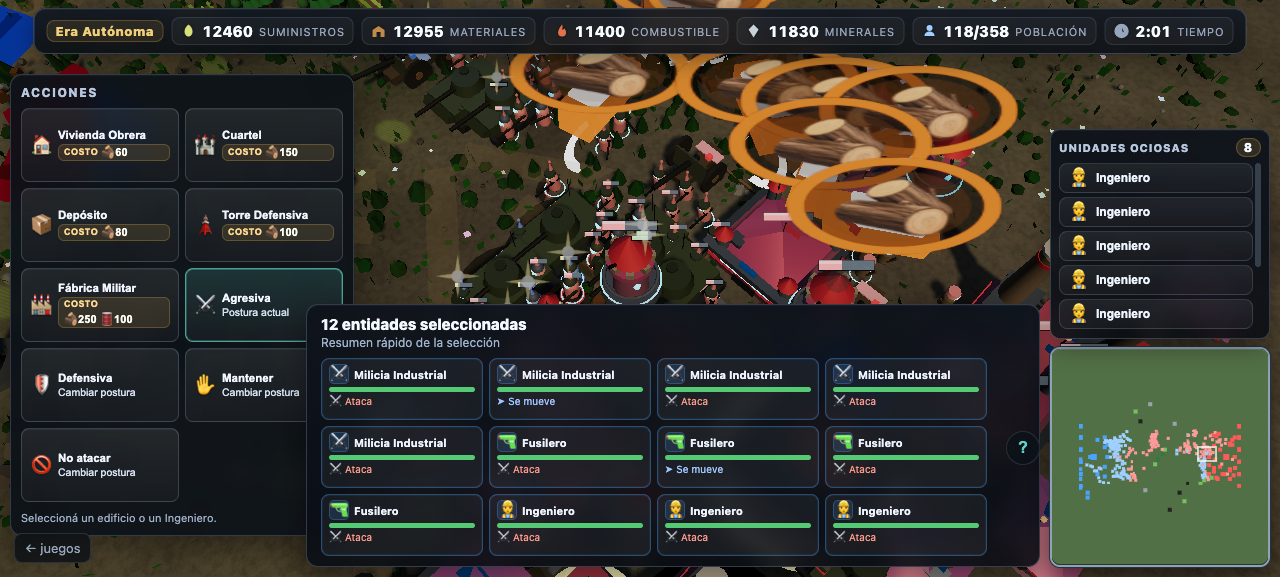 Era Autónoma
12460 SUMINISTROS
12955 MATERIALES
11400 COMBUSTIBLE
11830 MINERALES
118/358 POBLACIÓN
2:01 TIEMPO
ACCIONES
Vivienda Obrera
COSTO 60
Cuartel
COSTO 150
Depósito
COSTO 80
Torre Defensiva
COSTO 100
Fábrica Militar
COSTO
250 100
Agresiva
Postura actual
Defensiva
Cambiar postura
Mantener
Cambiar postura
No atacar
Cambiar postura
Seleccioná un edificio o un Ingeniero.
← juegos
12 entidades seleccionadas
Resumen rápido de la selección
Milicia Industrial
Ataca
Milicia Industrial
Se mueve
Milicia Industrial
Ataca
Milicia Industrial
Ataca
Milicia Industrial
Ataca
Fusilero
Ataca
Fusilero
Se mueve
Fusilero
Ataca
Fusilero
Ataca
Ingeniero
Ataca
Ingeniero
Ataca
Ingeniero
Ataca
?
UNIDADES OCIOSAS 8
Ingeniero
Ingeniero
Ingeniero
Ingeniero
Ingeniero